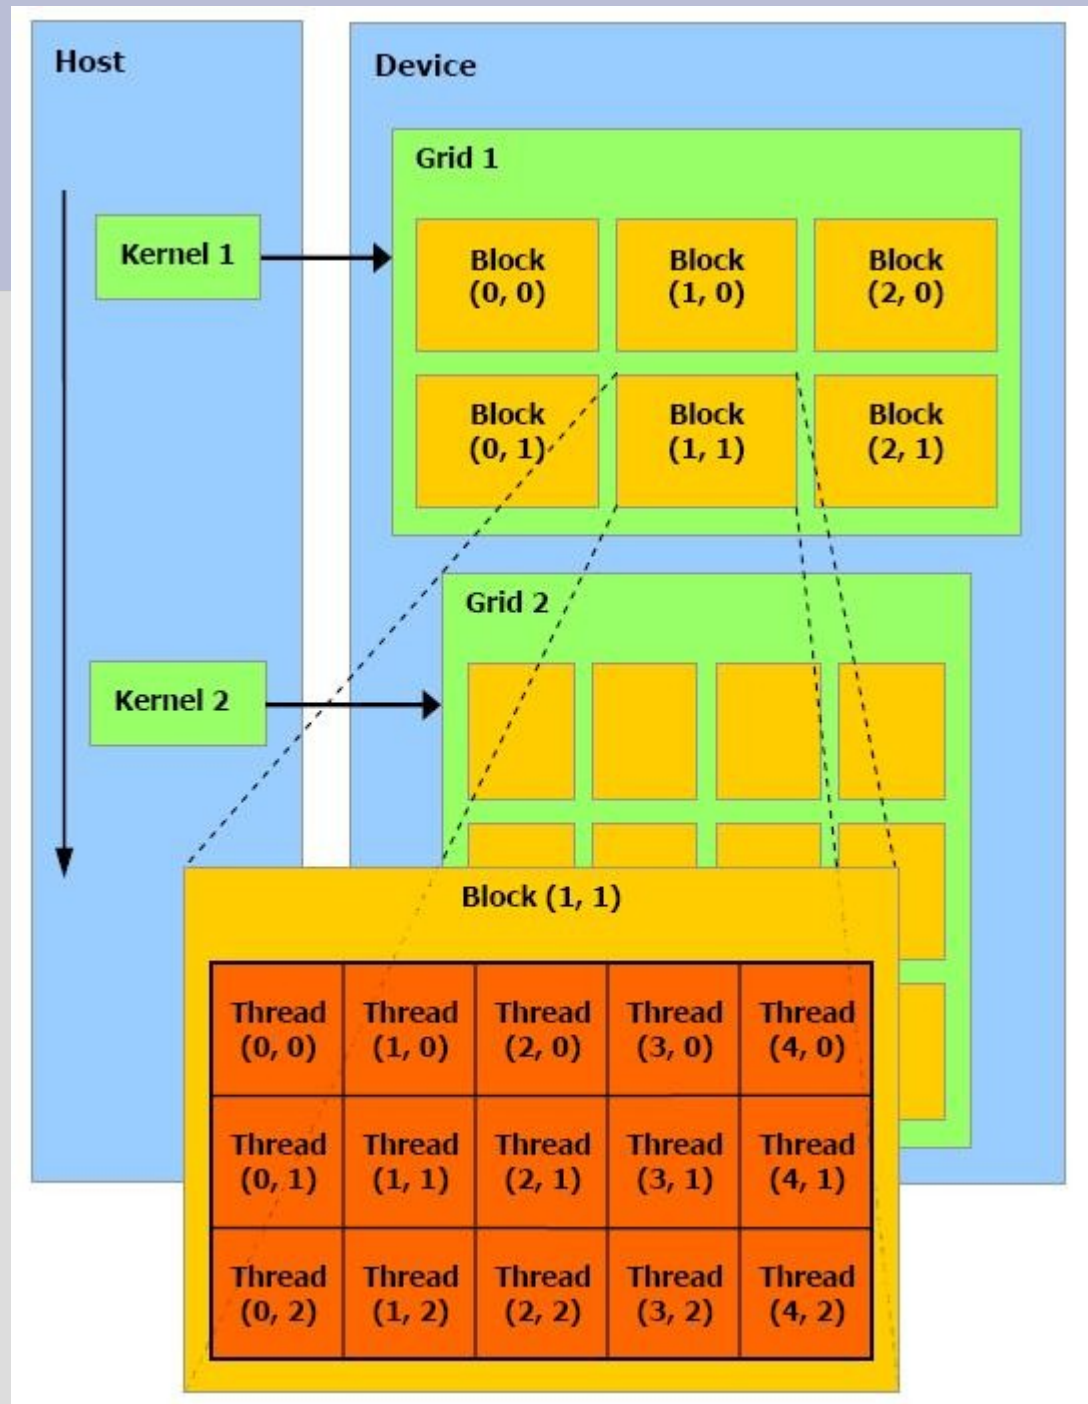 Host
Device
Grid 1
Kernel 1
Block
(0, 0)
Block
(1, 0)
Block
(2, 0)
Block
(0, 1)
Block
(1, 1)
Block
(2, 1)
Grid 2
Kernel 2
Block (1, 1)
Thread
(0, 0)
Thread
(1, 0)
Thread
(2, 0)
Thread
(3, 0)
Thread
(4, 0)
Thread
(0, 1)
Thread
(1, 1)
Thread
(2, 1)
Thread
(3, 1)
Thread
(4, 1)
Thread
(0, 2)
Thread
(1, 2)
Thread
(2, 2)
Thread
(3, 2)
Thread
(4, 2)